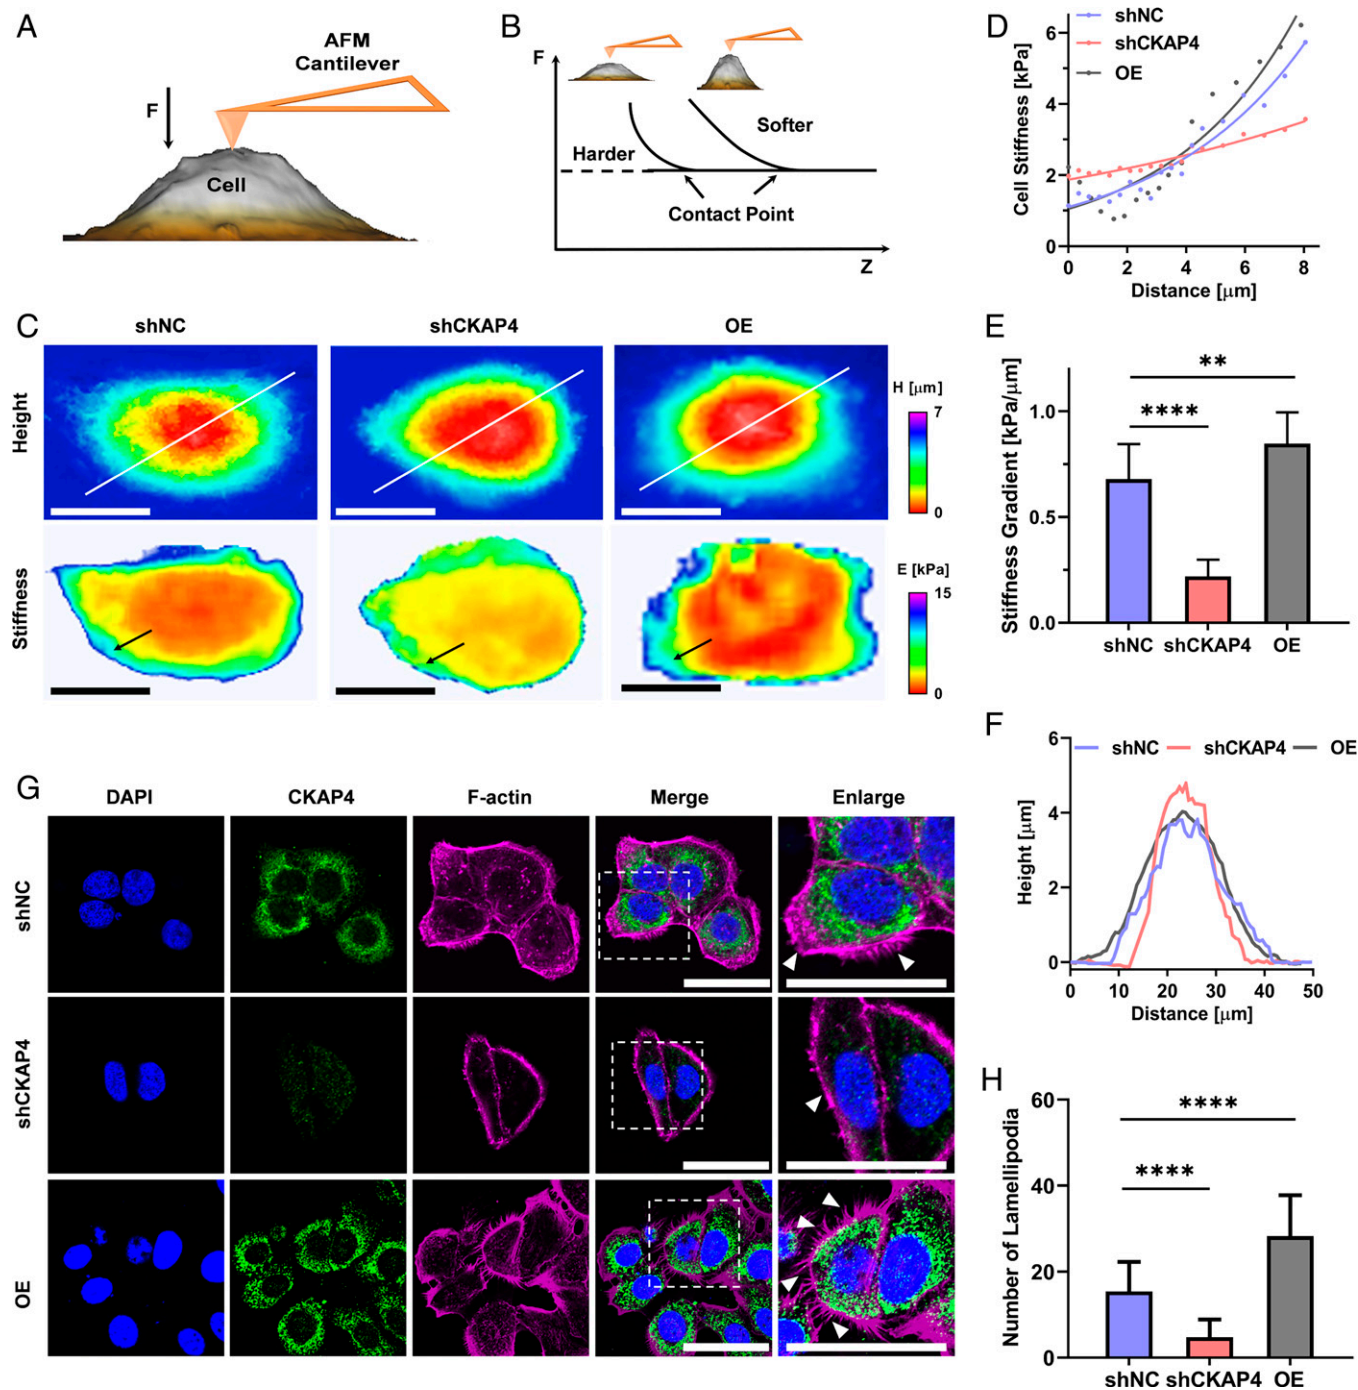 A
AFM
Cantilever
F
Cell
B
F
Softer
Harder
Contact Point
Z
D
shNC
shCKAP4
OE
Cell Stiffness [kPa]
6
4
2
0
0 2 4 6 8
Distance [μm]
C
shNC shCKAP4 OE
Height
H [μm]
7
0
Stiffness
E [kPa]
15
0
E
Stiffness Gradient [kPa/μm]
1.0
0.5
0.0
**
****
shNC shCKAP4 OE
F
shNC shCKAP4 OE
Height [μm]
6
4
2
0
0 10 20 30 40 50
Distance [μm]
G
DAPI CKAP4 F-actin Merge Enlarge
shNC
shCKAP4
OE
H
Number of Lamellipodia
60
40
20
0
****
****
shNC shCKAP4 OE